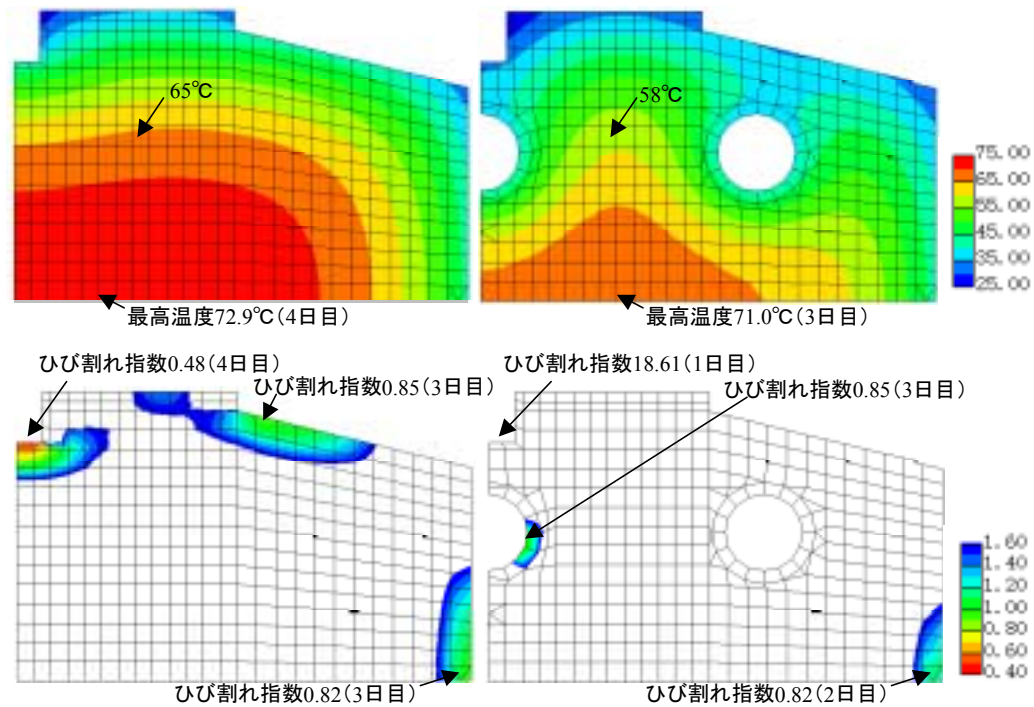 65℃
58℃
75.00
65.00
55.00
45.00
35.00
25.00
最高温度72.9℃(4日目)
最高温度71.0℃(3日目)
ひび割れ指数0.48(4日目)
ひび割れ指数0.85(3日目)
ひび割れ指数18.61(1日目)
ひび割れ指数0.85(3日目)
1.60
1.40
1.20
1.00
0.80
0.60
0.40
ひび割れ指数0.82(3日目)
ひび割れ指数0.82(2日目)